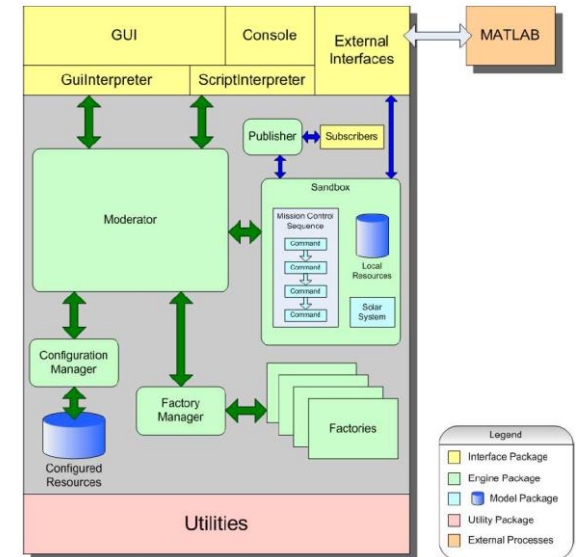 GUI
Console
External
Interfaces
MATLAB
GuiInterpreter
ScriptInterpreter
Publisher
Subscribers
Moderator
Sandbox
Mission Control
Sequence
Command
Command
Command
Command
Local
Resources
Solar
System
Configuration
Manager
Factory
Manager
Factories
Configured
Resources
Utilities
Legend
Interface Package
Engine Package
Model Package
Utility Package
External Processes